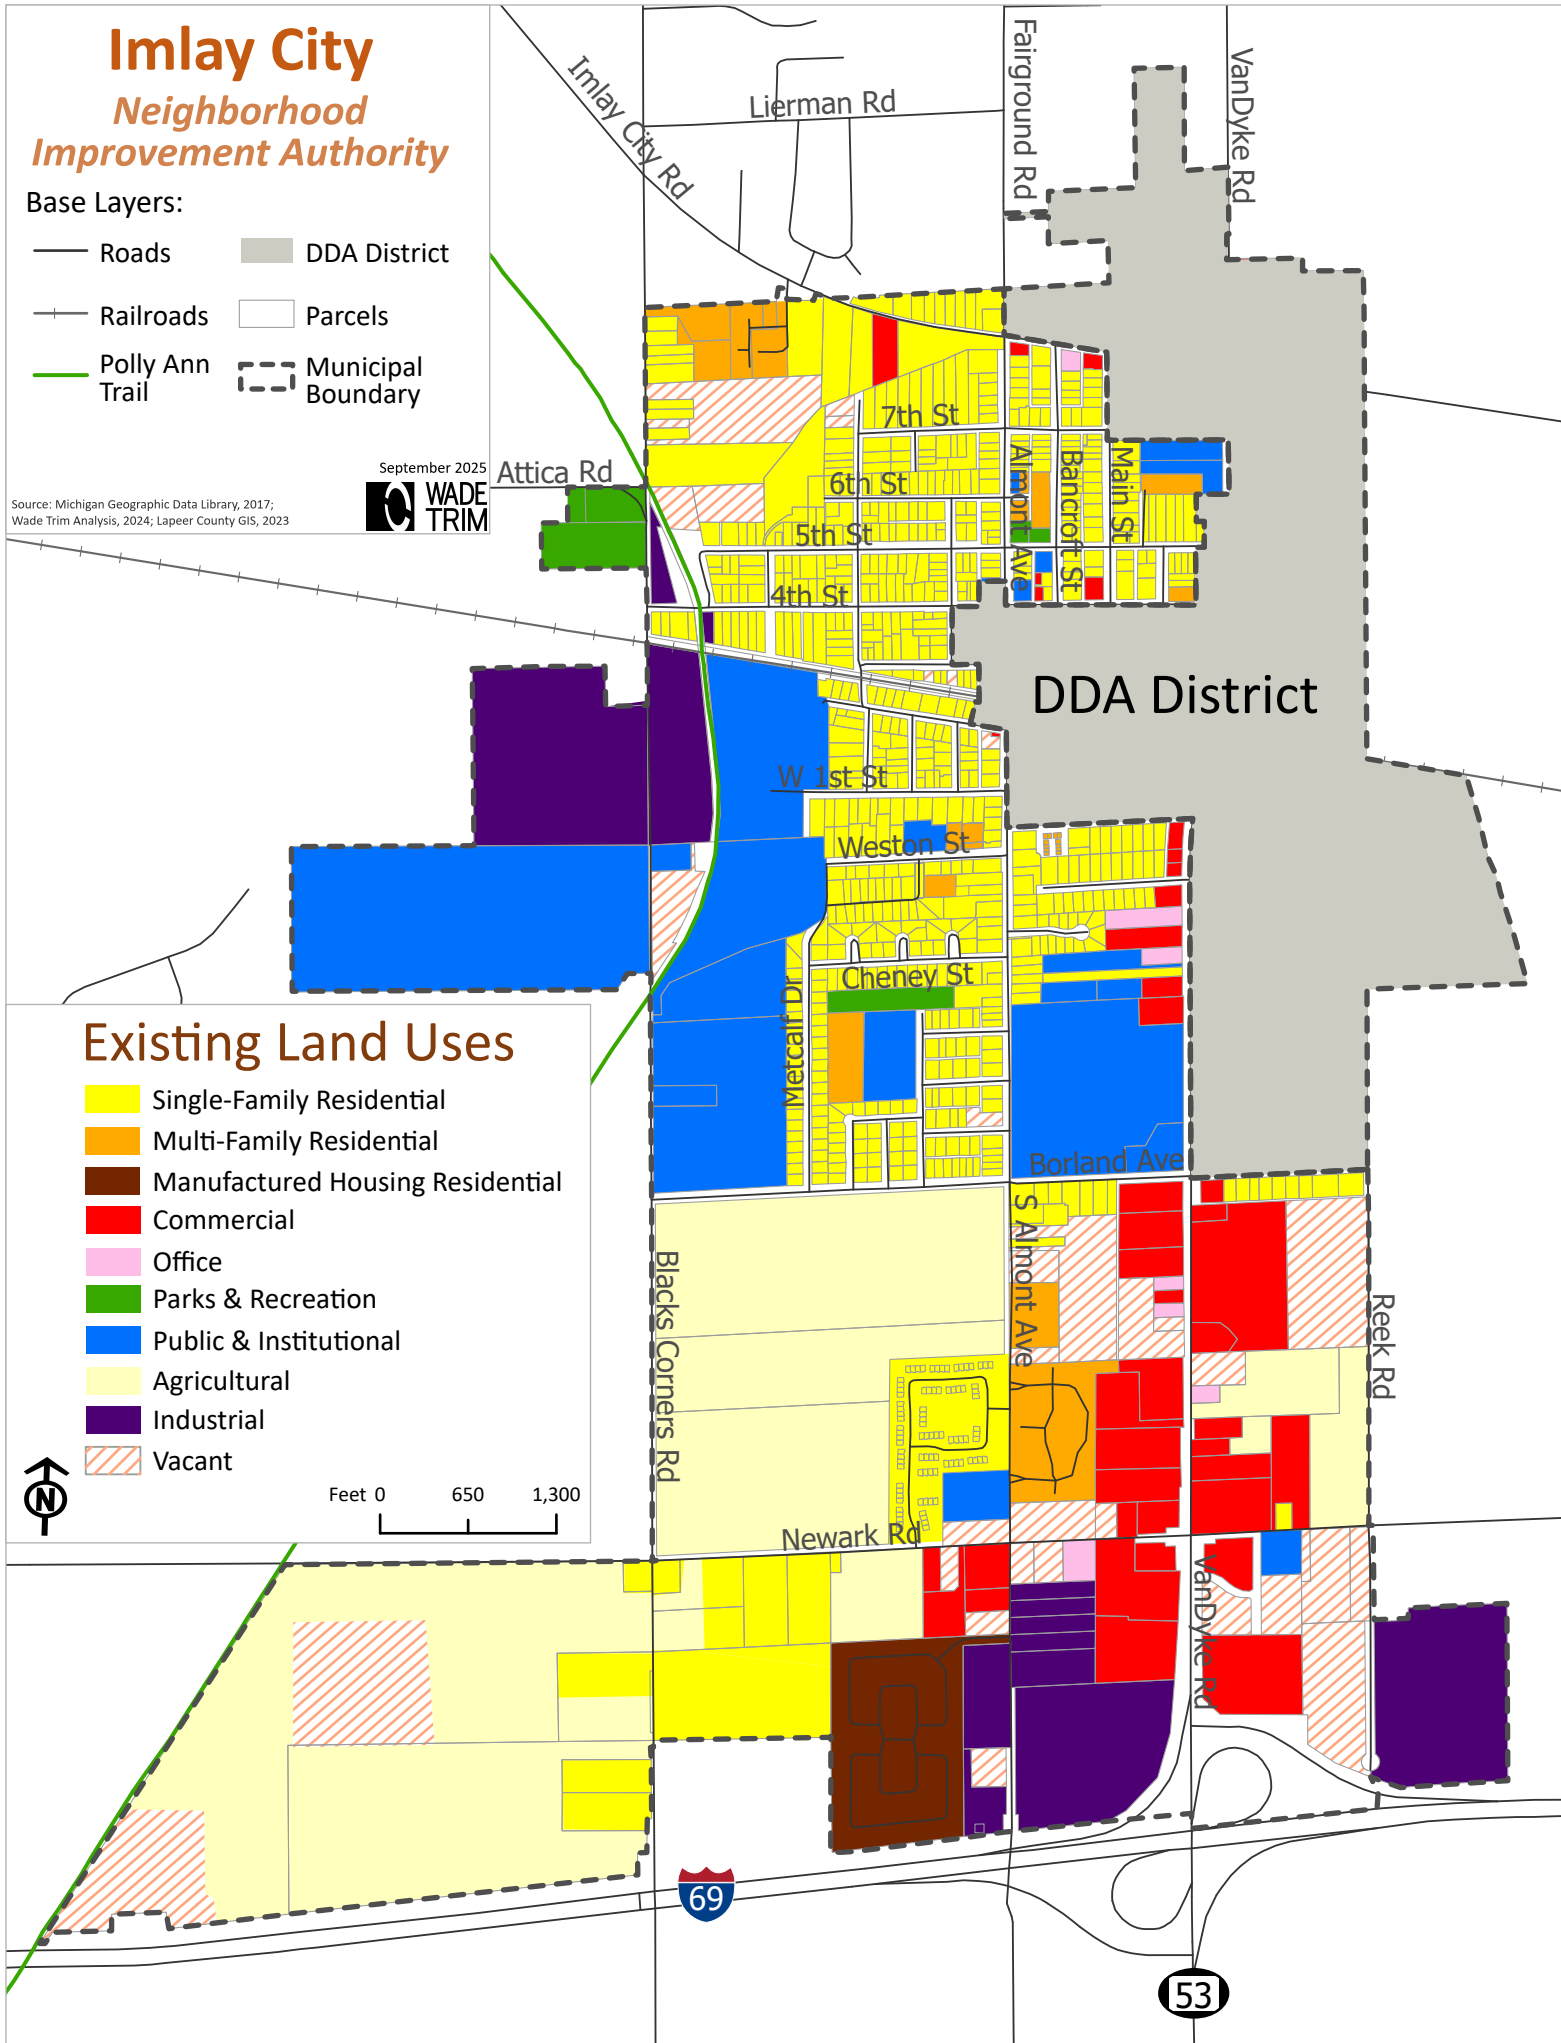 Imlay City
Neighborhood
Improvement Authority
Base Layers:
Roads
DDA District
Railroads
Parcels
Polly Ann
Trail
Municipal
Boundary
September 2025
Source: Michigan Geographic Data Library, 2017;
Wade Trim Analysis, 2024; Lapeer County GIS, 2023
WADE
TRIM
Imlay City Rd
Lierman Rd
Fairground Rd
VanDyke Rd
Attica Rd
7th St
6th St
5th St
4th St
Almont Ave
Bancroft St
Main St
DDA District
W 1st St
Weston St
Cheney St
Metcalf Dr
Borland Ave
S Almont Ave
Blacks Corners Rd
Reek Rd
Newark Rd
VanDyke Rd
69
53
Existing Land Uses
Single-Family Residential
Multi-Family Residential
Manufactured Housing Residential
Commercial
Office
Parks & Recreation
Public & Institutional
Agricultural
Industrial
Vacant
N
Feet 0 650 1,300